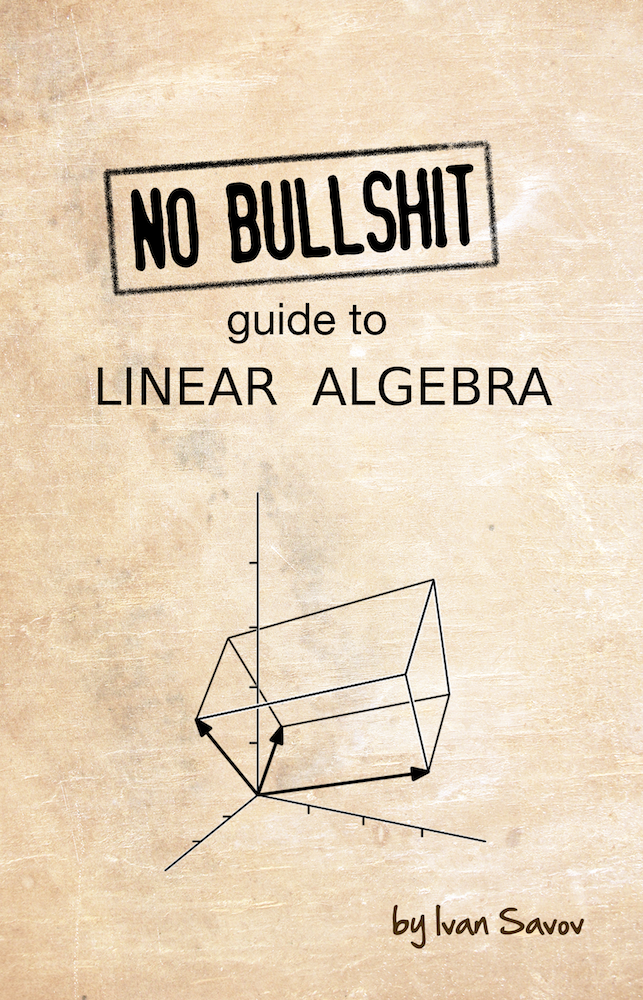 NO BULLSHIT
guide to
LINEAR ALGEBRA
by Ivan Savov